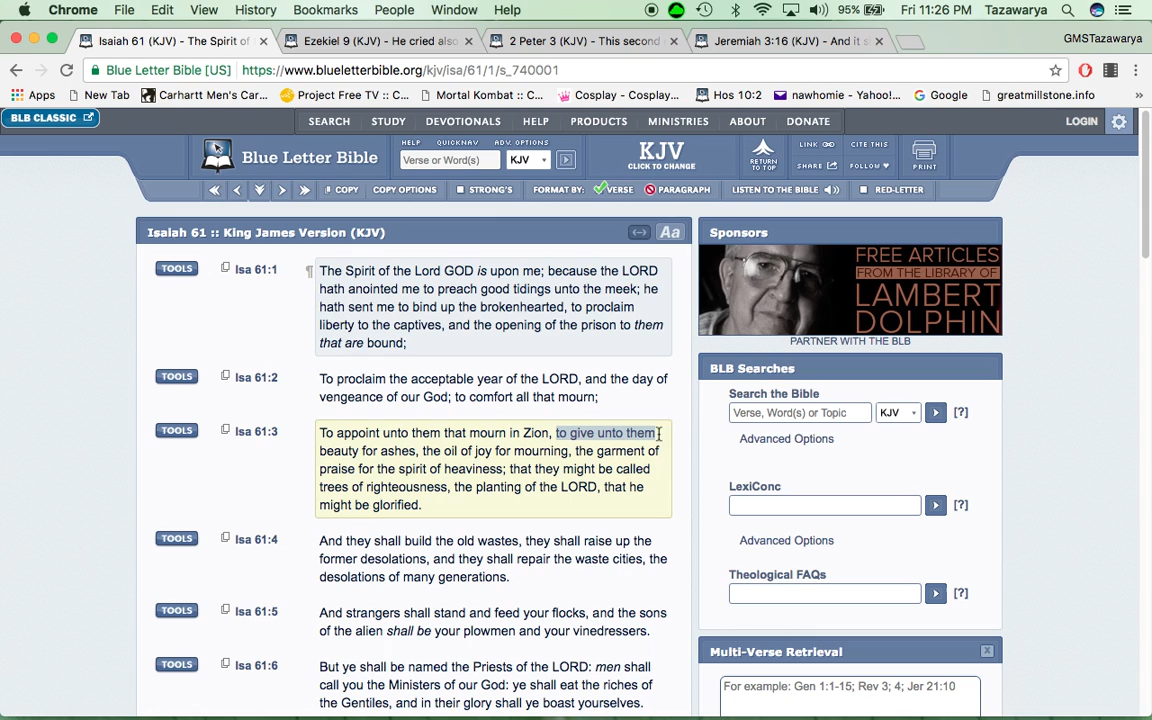 Chrome File Edit View History Bookmarks People Window Help 95% Fri 11:26 PM Tazawarya
Isaiah 61 (KJV) - The Spirit of Ezekiel 9 (KJV) - He cried also 2 Peter 3 (KJV) - This second Jeremiah 3:16 (KJV) - And it s GMSTazawarya
Blue Letter Bible [US] https://www.blueletterbible.org/kjv/isa/61/1/s_740001
Apps New Tab Carhartt Men's Car... Project Free TV :: C... Mortal Kombat :: C... Cosplay - Cosplay... Hos 10:2 nawhomie - Yahoo!... Google greatmillstone.info »
BLB CLASSIC SEARCH STUDY DEVOTIONALS HELP PRODUCTS MINISTRIES ABOUT DONATE LOGIN
HELP QUICKNAV ADV. OPTIONS
Blue Letter Bible Verse or Word(s) KJV KJV CLICK TO CHANGE RETURN TO TOP LINK CITE THIS SHARE FOLLOW PRINT
COPY COPY OPTIONS STRONG'S FORMAT BY: VERSE PARAGRAPH LISTEN TO THE BIBLE RED-LETTER
Isaiah 61 :: King James Version (KJV) Aa
TOOLS Isa 61:1 ¶ The Spirit of the Lord GOD is upon me; because the LORD
hath anointed me to preach good tidings unto the meek; he
hath sent me to bind up the brokenhearted, to proclaim
liberty to the captives, and the opening of the prison to them
that are bound;
TOOLS Isa 61:2 To proclaim the acceptable year of the LORD, and the day of
vengeance of our God; to comfort all that mourn;
TOOLS Isa 61:3 To appoint unto them that mourn in Zion, to give unto them
beauty for ashes, the oil of joy for mourning, the garment of
praise for the spirit of heaviness; that they might be called
trees of righteousness, the planting of the LORD, that he
might be glorified.
TOOLS Isa 61:4 And they shall build the old wastes, they shall raise up the
former desolations, and they shall repair the waste cities, the
desolations of many generations.
TOOLS Isa 61:5 And strangers shall stand and feed your flocks, and the sons
of the alien shall be your plowmen and your vinedressers.
TOOLS Isa 61:6 But ye shall be named the Priests of the LORD: men shall
call you the Ministers of our God: ye shall eat the riches of
the Gentiles, and in their glory shall ye boast yourselves.
Sponsors
FREE ARTICLES
FROM THE LIBRARY OF
LAMBERT
DOLPHIN
PARTNER WITH THE BLB
BLB Searches
Search the Bible
Verse, Word(s) or Topic KJV [?]
Advanced Options
LexiConc
[?]
Advanced Options
Theological FAQs
[?]
Multi-Verse Retrieval x
For example: Gen 1:1-15; Rev 3; 4; Jer 21:10